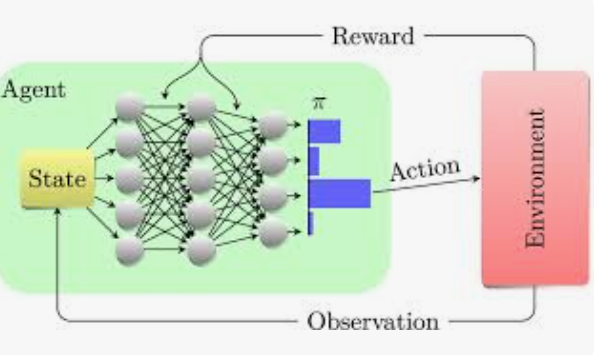 Reward
Agent
π
State
Action
Environment
Observation